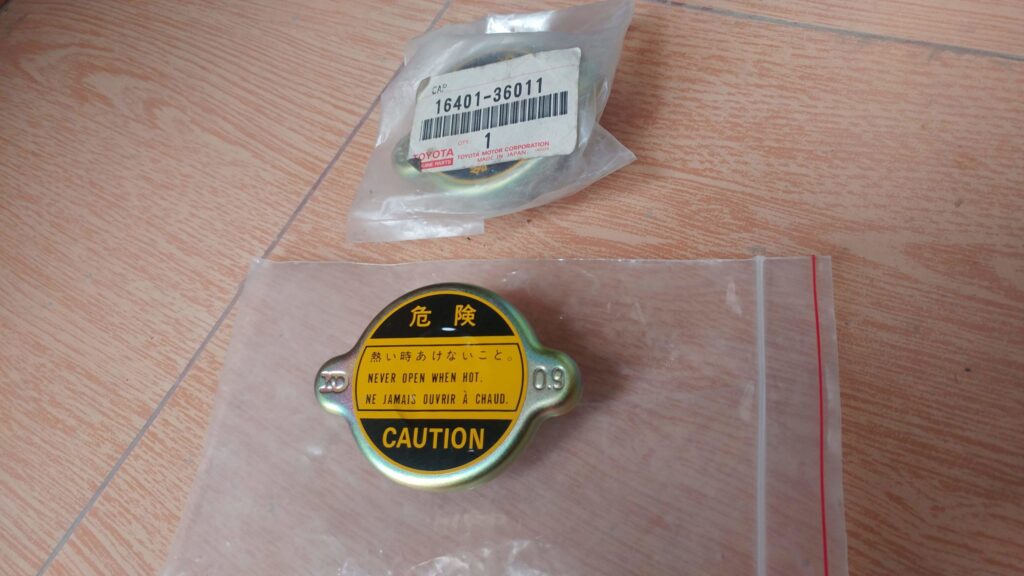 CAP
16401-36011
QTY
1
TOYOTA
TOYOTA MOTOR CORPORATION
MADE IN JAPAN
危険
熱い時あけないこと。
NEVER OPEN WHEN HOT.
NE JAMAIS OUVRIR À CHAUD.
CAUTION
0.9